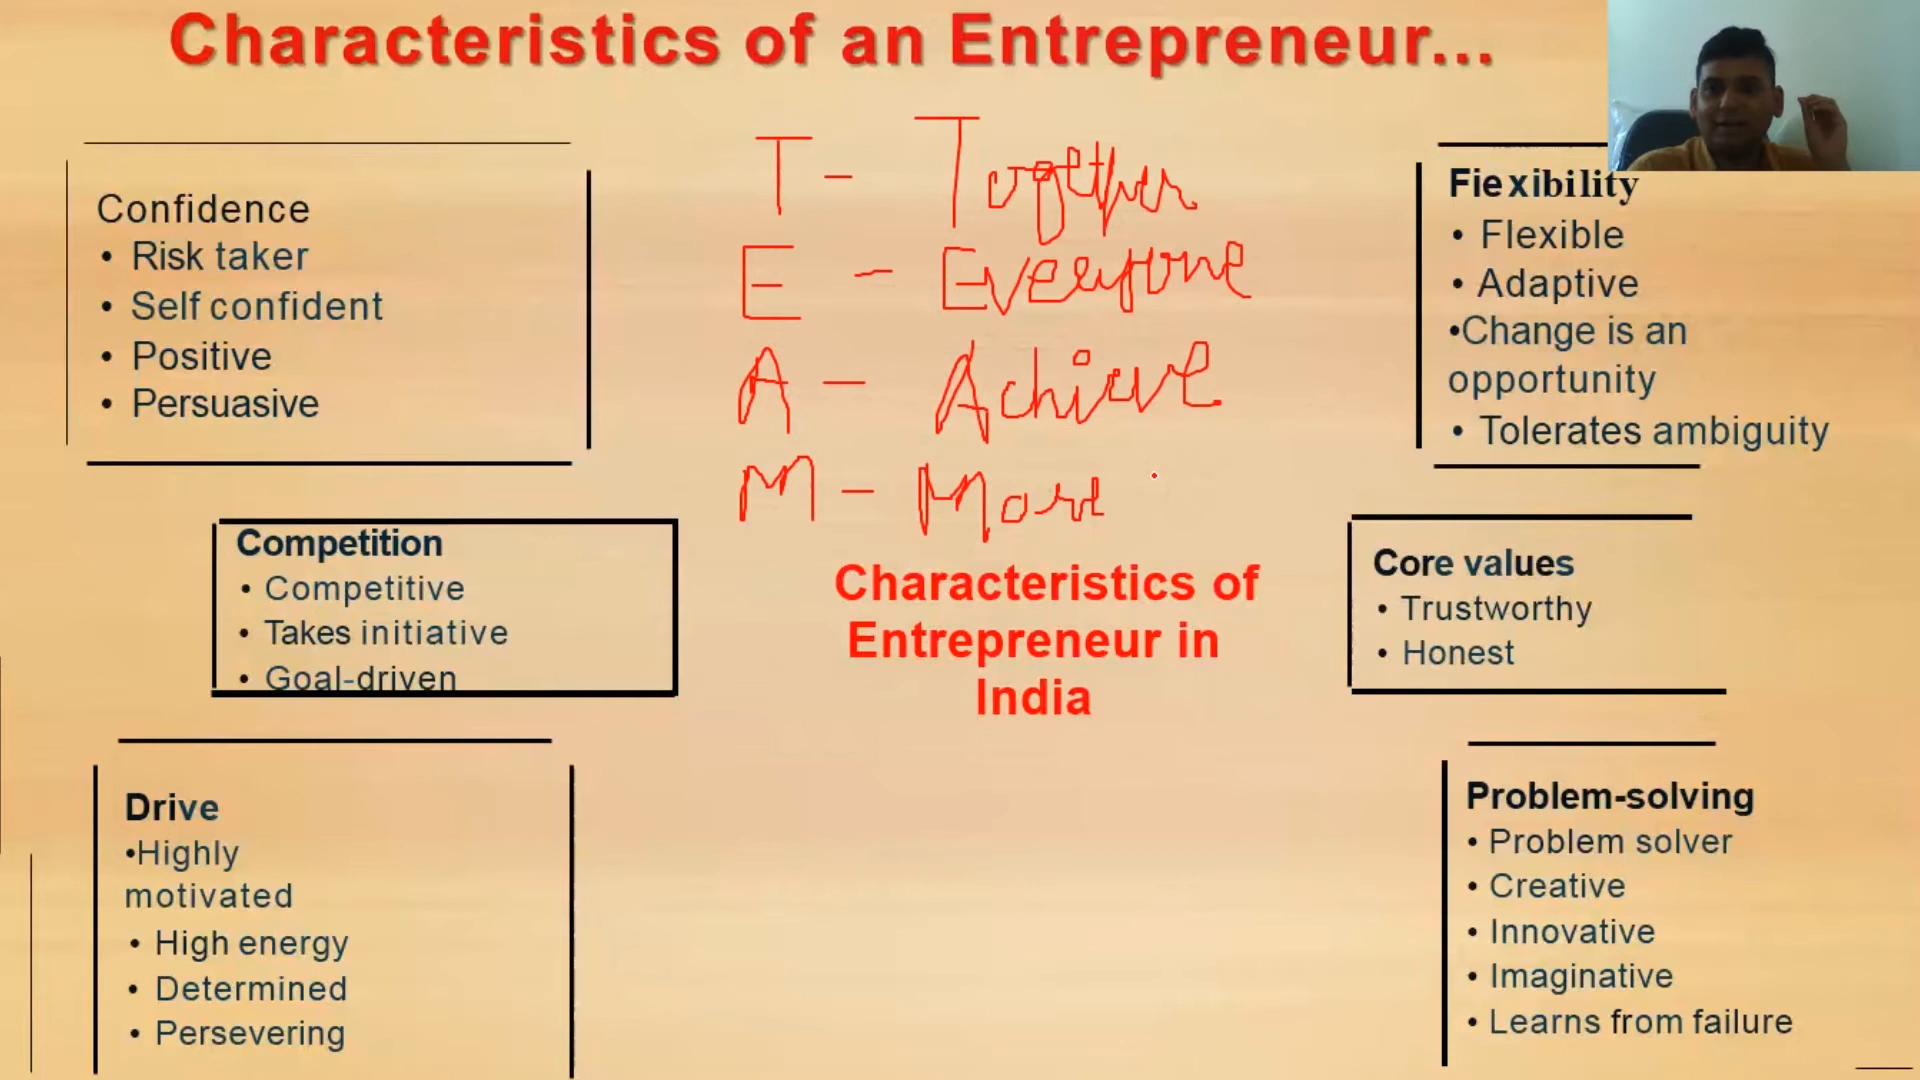 Characteristics of an Entrepreneur...
Confidence
• Risk taker
• Self confident
• Positive
• Persuasive
T - Together
E - Everyone
A - Achieve
M - More
Fiexibility
• Flexible
• Adaptive
•Change is an
opportunity
• Tolerates ambiguity
Competition
• Competitive
• Takes initiative
• Goal-driven
Characteristics of
Entrepreneur in
India
Core values
• Trustworthy
• Honest
Drive
•Highly
motivated
• High energy
• Determined
• Persevering
Problem-solving
• Problem solver
• Creative
• Innovative
• Imaginative
• Learns from failure